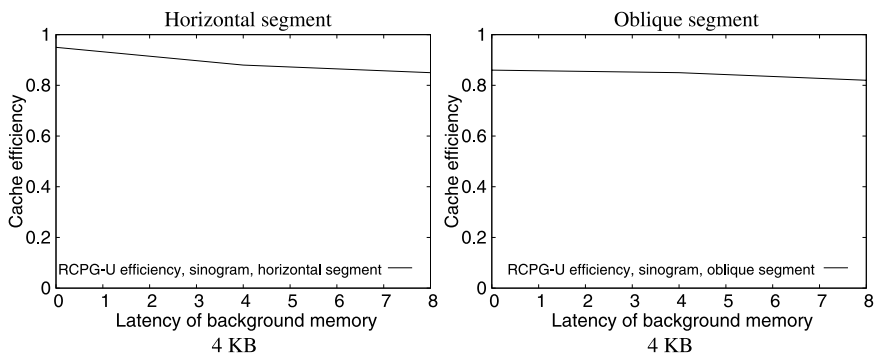 Horizontal segment
1
0.8
0.6
0.4
0.2
0
Cache efficiency
RCPG-U efficiency, sinogram, horizontal segment
0 1 2 3 4 5 6 7 8
Latency of background memory
4 KB
Oblique segment
1
0.8
0.6
0.4
0.2
0
Cache efficiency
RCPG-U efficiency, sinogram, oblique segment
0 1 2 3 4 5 6 7 8
Latency of background memory
4 KB